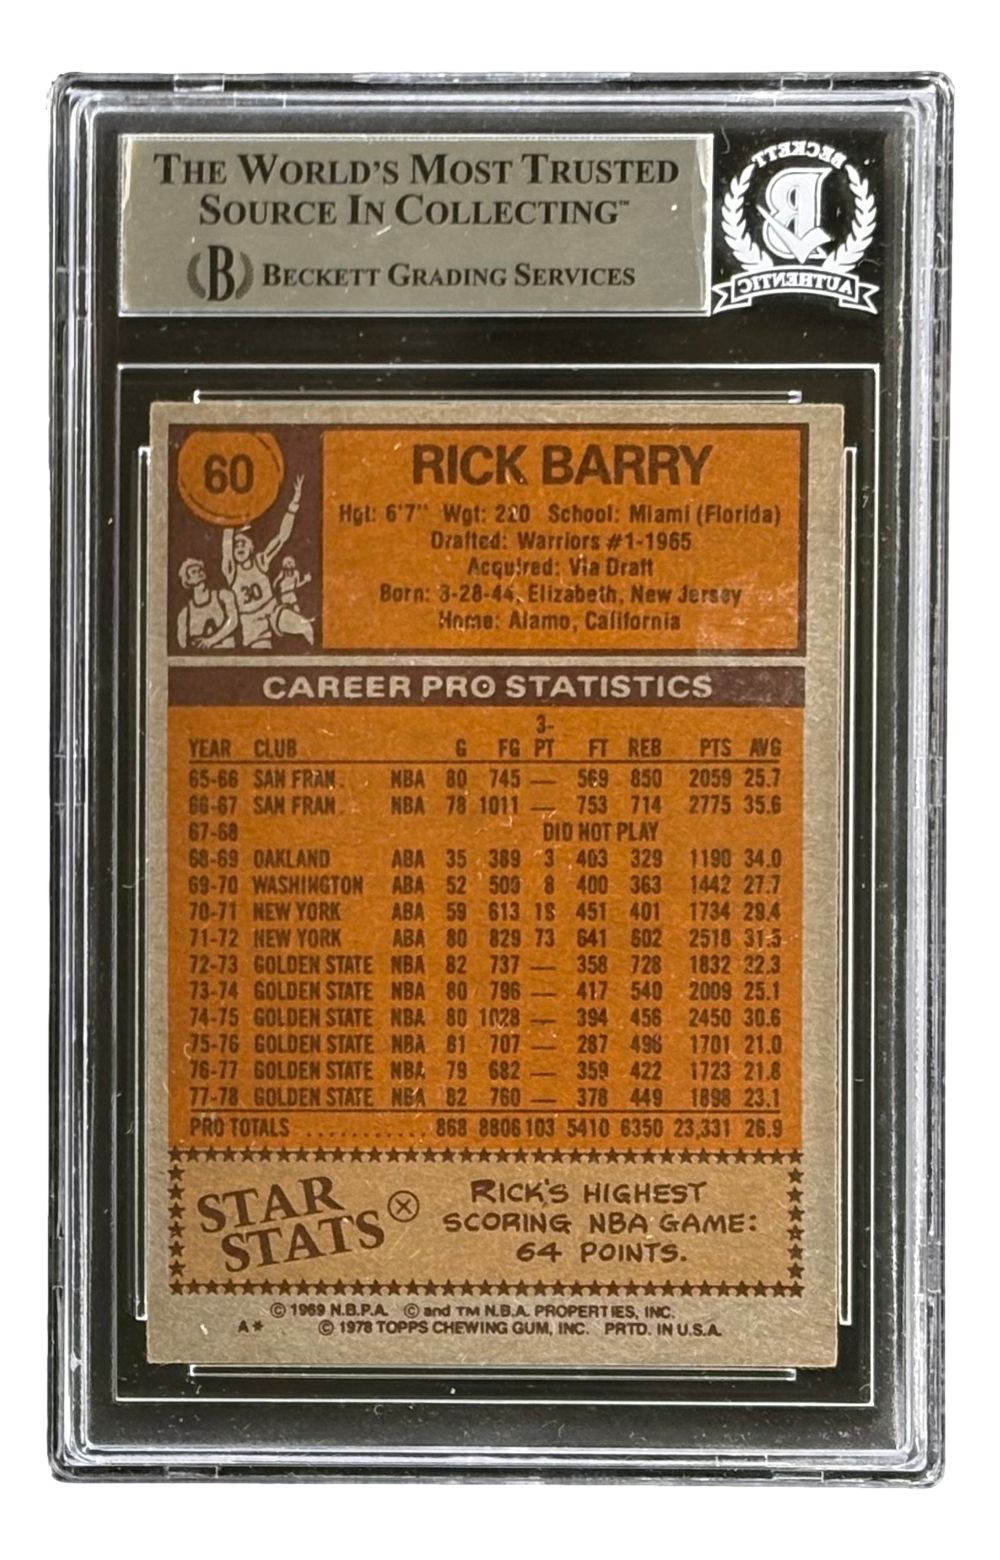 THE WORLD'S MOST TRUSTED
SOURCE IN COLLECTING™
B BECKETT GRADING SERVICES
BECKETT
B
AUTHENTIC
60
30
RICK BARRY
Hgt: 6'7" Wgt: 220 School: Miami (Florida)
Drafted: Warriors #1-1965
Acquired: Via Draft
Born: 3-28-44, Elizabeth, New Jersey
Home: Alamo, California
CAREER PRO STATISTICS
YEAR CLUB G FG 3-PT FT REB PTS AVG
65-66 SAN FRAN. NBA 80 745 — 569 850 2059 25.7
66-67 SAN FRAN. NBA 78 1011 — 753 714 2775 35.6
67-68 DID NOT PLAY
68-69 OAKLAND ABA 35 389 3 403 329 1190 34.0
69-70 WASHINGTON ABA 52 509 8 400 363 1442 27.7
70-71 NEW YORK ABA 59 613 451 401 1734 29.4
71-72 NEW YORK ABA 80 829 73 641 602 2518 31.5
72-73 GOLDEN STATE NBA 82 737 — 358 728 1832 22.3
73-74 GOLDEN STATE NBA 80 796 — 417 540 2009 25.1
74-75 GOLDEN STATE NBA 80 1028 — 394 456 2450 30.6
75-76 GOLDEN STATE NBA 81 707 — 287 496 1701 21.0
76-77 GOLDEN STATE NBA 79 682 — 359 422 1723 21.8
77-78 GOLDEN STATE NBA 82 760 — 378 449 1898 23.1
PRO TOTALS ........... 868 8806 103 5410 6350 23,331 26.9
STAR
STATS
RICK'S HIGHEST
SCORING NBA GAME:
64 POINTS.
© 1969 N.B.P.A. © and TM N.B.A. PROPERTIES, INC.
A* © 1978 TOPPS CHEWING GUM, INC. PRTD. IN U.S.A.